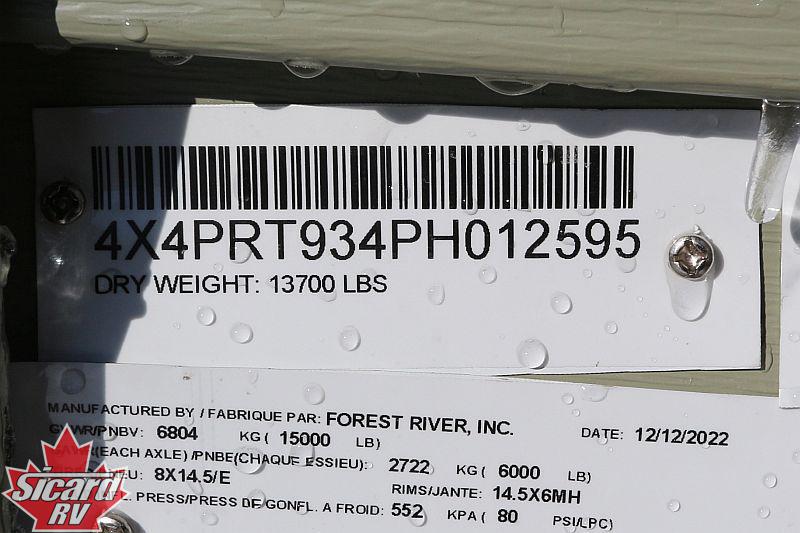 4X4PRT934PH012595
DRY WEIGHT: 13700 LBS
MANUFACTURED BY / FABRIQUE PAR: FOREST RIVER, INC. DATE: 12/12/2022
GVWR/PNBV: 6804 KG ( 15000 LB)
(EACH AXLE) /PNBE(CHAQUE ESSIEU): 2722 KG ( 6000 LB)
8X14.5/E RIMS/JANTE: 14.5X6MH
PRESS/PRESS DE GONFL. A FROID: 552 KPA ( 80 PSI/LPC)
Sicard
RV